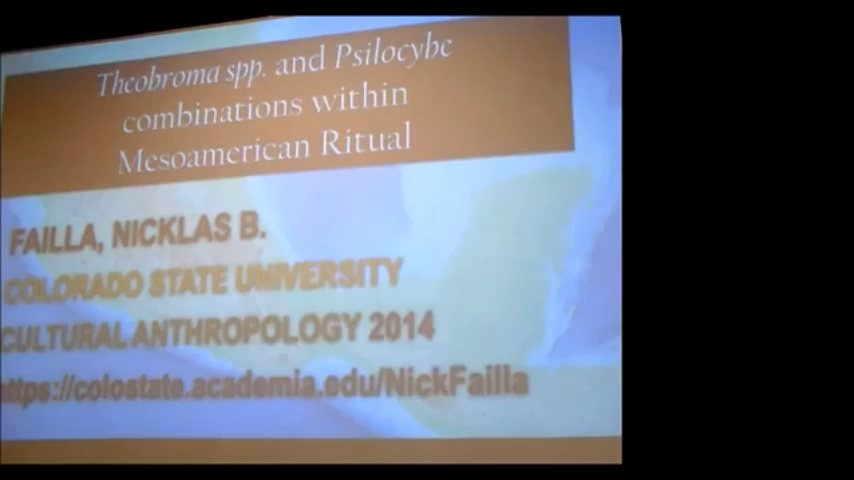 Theobroma spp. and Psilocybe
combinations within
Mesoamerican Ritual
FAILLA, NICKLAS B.
COLORADO STATE UNIVERSITY
CULTURAL ANTHROPOLOGY 2014
https://colostate.academia.edu/NickFailla